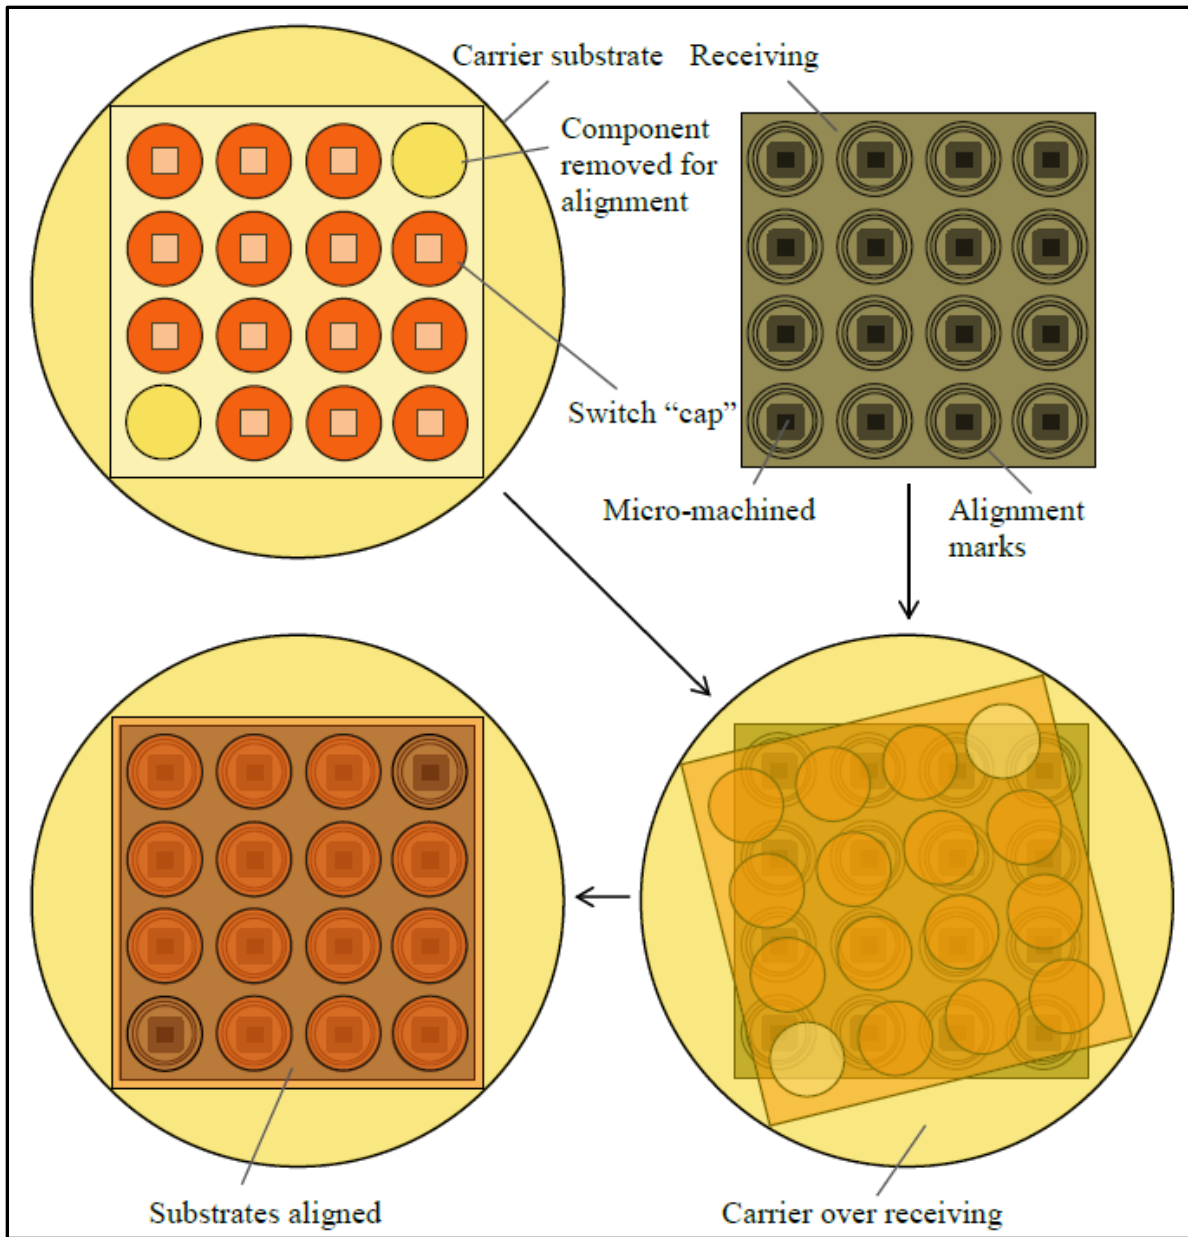 Carrier substrate
Receiving
Component
removed for
alignment
Switch “cap”
Micro-machined
Alignment
marks
Substrates aligned
Carrier over receiving